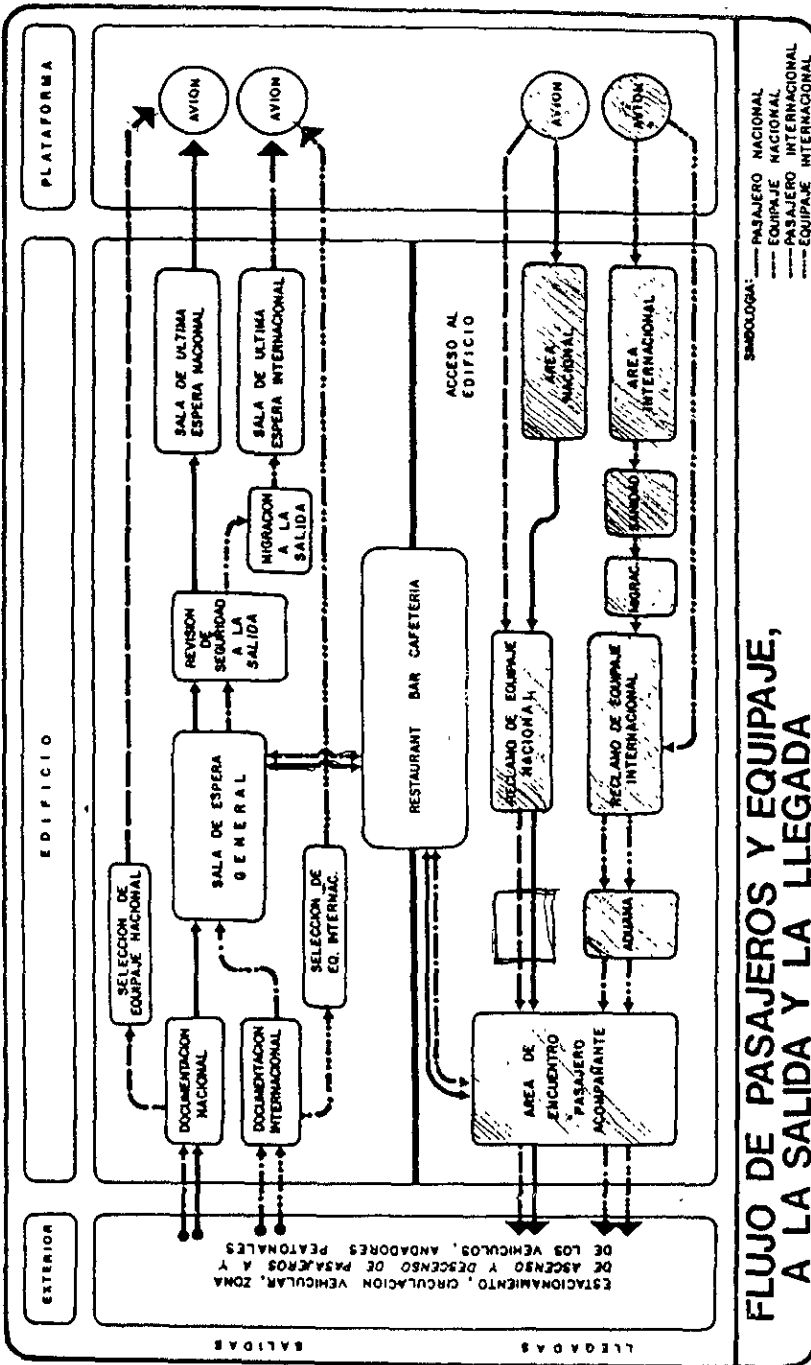 EXTERIOR
EDIFICIO
PLATAFORMA
SALIDAS
LLEGADAS
ESTACIONAMIENTO, CIRCULACION VEHICULAR, ZONA
DE ASCENSO Y DESCENSO DE PASAJEROS A Y
DE LOS VEHICULOS, ANDADORES PEATONALES
DOCUMENTACION
NACIONAL
DOCUMENTACION
INTERNACIONAL
SELECCION DE
EQUIPAJE NACIONAL
SALA DE ESPERA
GENERAL
SELECCION DE
EQ. INTERNAC.
REVISION
DE
SEGURIDAD
A LA
SALIDA
MIGRACION
A LA
SALIDA
SALA DE ULTIMA
ESPERA NACIONAL
SALA DE ULTIMA
ESPERA INTERNACIONAL
AVION
AVION
RESTAURANT BAR CAFETERIA
ACCESO AL
EDIFICIO
AREA DE
ENCUENTRO
PASAJERO
ACOMPAÑANTE
ADUANA
RECLAMO DE EQUIPAJE
NACIONAL
RECLAMO DE EQUIPAJE
INTERNACIONAL
MIGRAC.
SANIDAD
AREA
NACIONAL
AREA
INTERNACIONAL
AVION
AVION
FLUJO DE PASAJEROS Y EQUIPAJE,
A LA SALIDA Y LA LLEGADA
SIMBOLOGIA: PASAJERO NACIONAL
EQUIPAJE NACIONAL
PASAJERO INTERNACIONAL
EQUIPAJE INTERNACIONAL